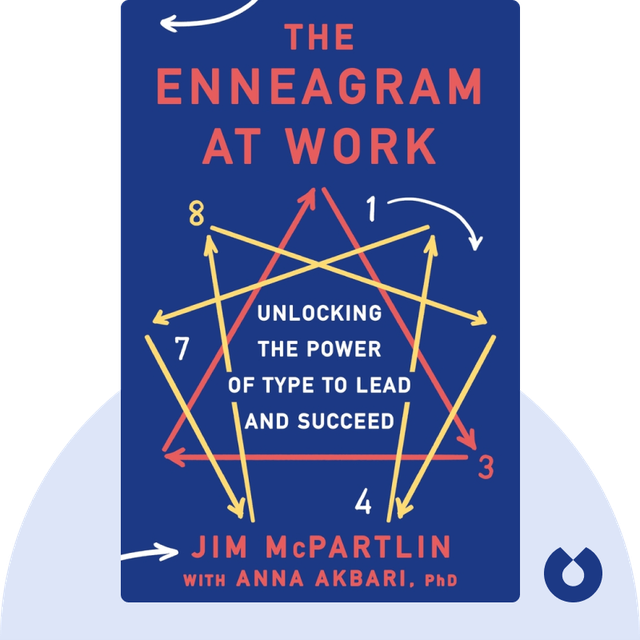 THE
ENNEAGRAM
AT WORK
8
1
UNLOCKING
THE POWER
7
OF TYPE TO LEAD
AND SUCCEED
3
4
JIM McPARTLIN
WITH ANNA AKBARI, PhD